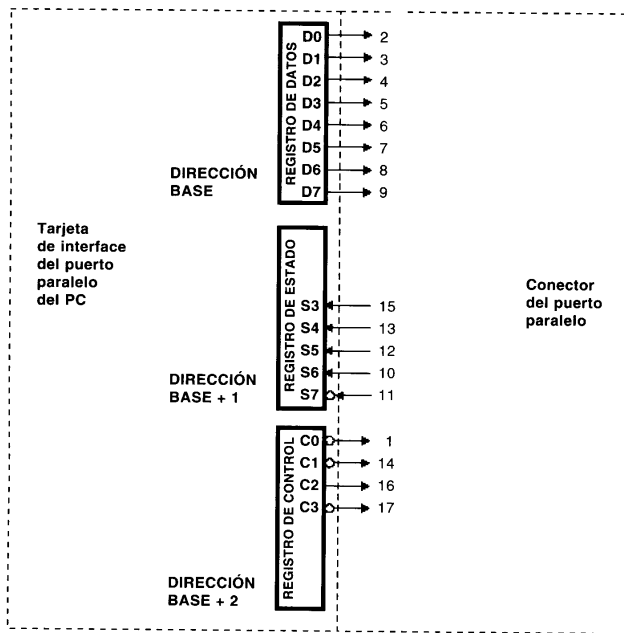 Tarjeta
de interface
del puerto
paralelo
del PC
DIRECCIÓN
BASE
REGISTRO DE DATOS
D0 2
D1 3
D2 4
D3 5
D4 6
D5 7
D6 8
D7 9
DIRECCIÓN
BASE + 1
REGISTRO DE ESTADO
S3 15
S4 13
S5 12
S6 10
S7 11
DIRECCIÓN
BASE + 2
REGISTRO DE CONTROL
C0 1
C1 14
C2 16
C3 17
Conector
del puerto
paralelo